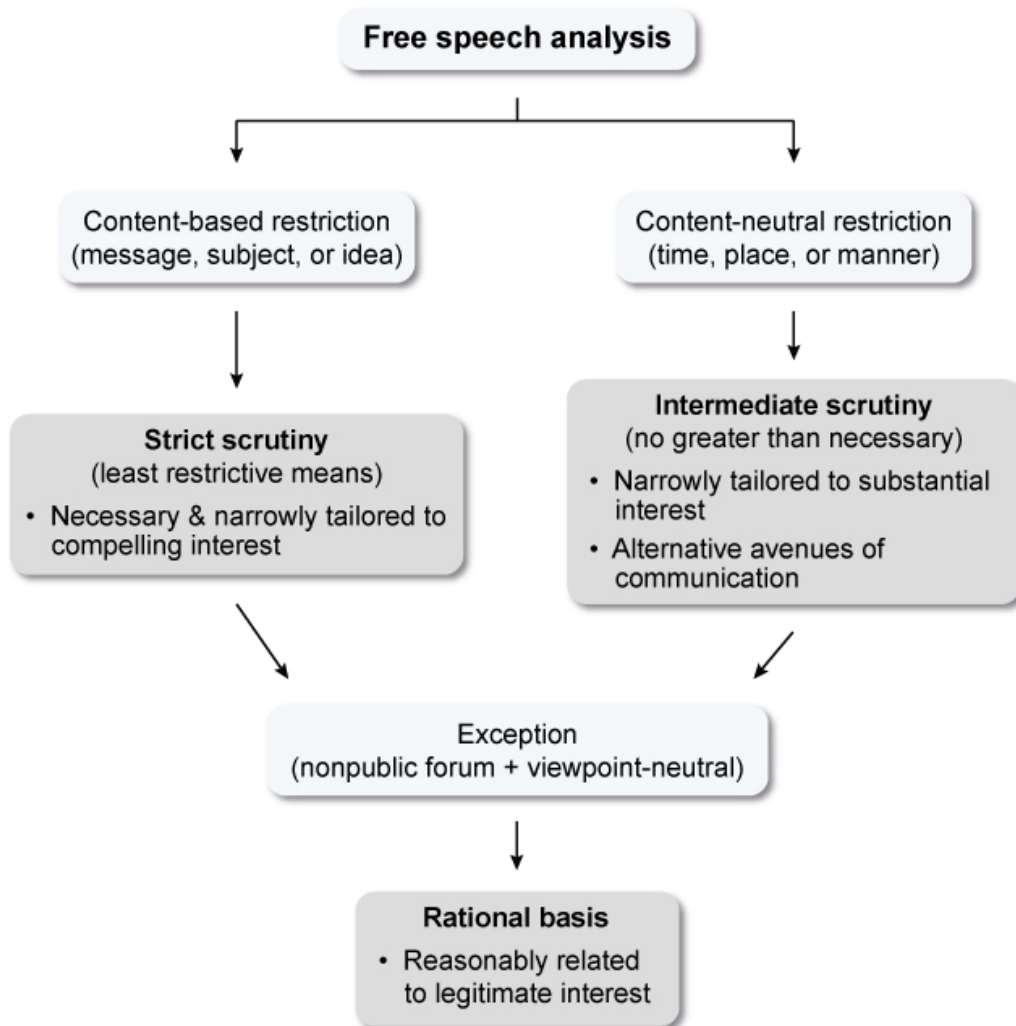 Free speech analysis
Content-based restriction
(message, subject, or idea)
Content-neutral restriction
(time, place, or manner)
Strict scrutiny
(least restrictive means)
• Necessary & narrowly tailored to
compelling interest
Intermediate scrutiny
(no greater than necessary)
• Narrowly tailored to substantial
interest
• Alternative avenues of
communication
Exception
(nonpublic forum + viewpoint-neutral)
Rational basis
• Reasonably related
to legitimate interest